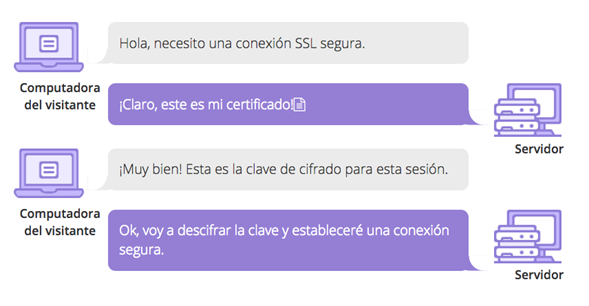 Hola, necesito una conexión SSL segura.
Computadora
del visitante
¡Claro, este es mi certificado!
Servidor
¡Muy bien! Esta es la clave de cifrado para esta sesión.
Computadora
del visitante
Ok, voy a descifrar la clave y estableceré una conexión
segura.
Servidor